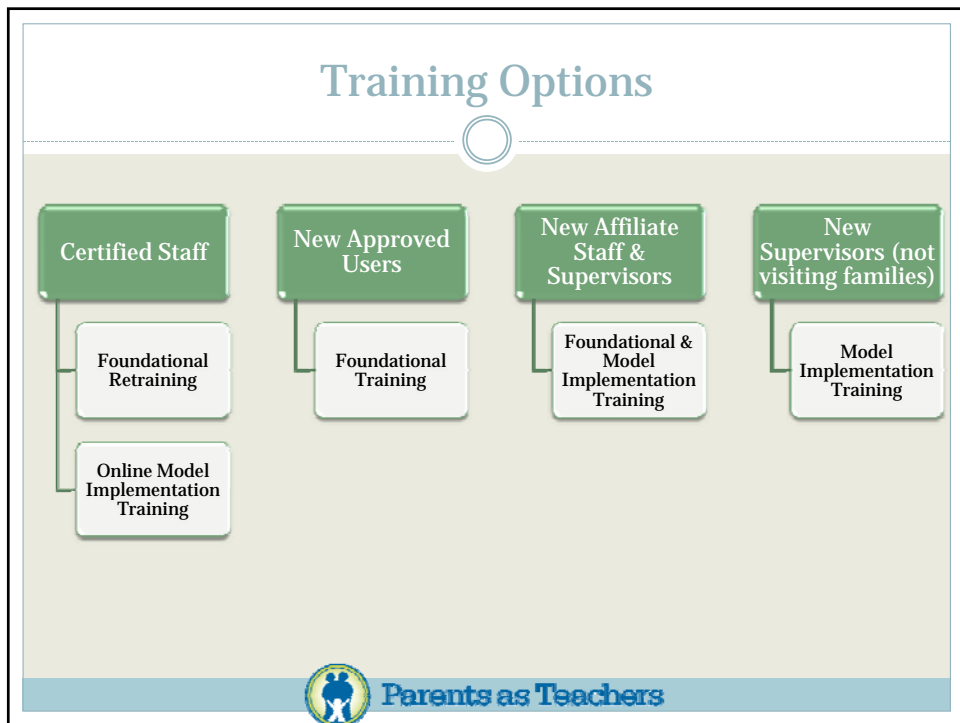 Training Options
Certified Staff
Foundational
Retraining
Online Model
Implementation
Training
New Approved
Users
Foundational
Training
New Affiliate
Staff &
Supervisors
Foundational &
Model
Implementation
Training
New
Supervisors (not
visiting families)
Model
Implementation
Training
Parents as Teachers